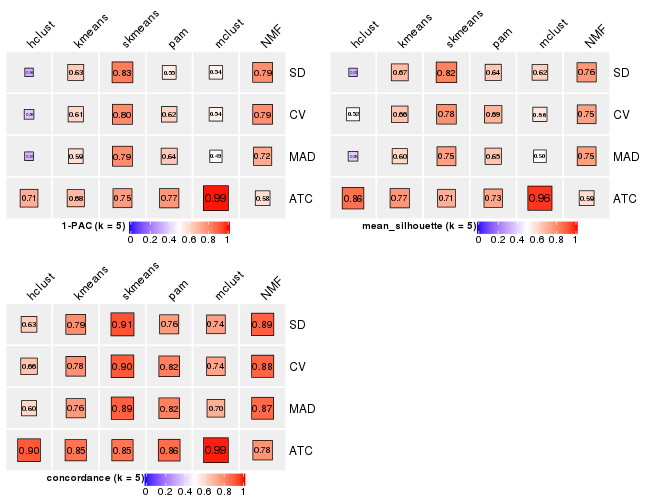 hclust kmeans skmeans pam mclust NMF
0.63 0.83 0.55 0.54 0.79 SD
0.61 0.80 0.62 0.54 0.79 CV
0.59 0.79 0.64 0.49 0.72 MAD
0.71 0.68 0.75 0.77 0.99 0.58 ATC
1-PAC (k = 5)
0 0.2 0.4 0.6 0.8 1
hclust kmeans skmeans pam mclust NMF
0.67 0.82 0.64 0.62 0.76 SD
0.52 0.66 0.78 0.69 0.56 0.75 CV
0.60 0.75 0.65 0.50 0.75 MAD
0.86 0.77 0.71 0.73 0.96 0.59 ATC
mean_silhouette (k = 5)
0 0.2 0.4 0.6 0.8 1
hclust kmeans skmeans pam mclust NMF
0.63 0.79 0.91 0.76 0.74 0.89 SD
0.66 0.78 0.90 0.82 0.74 0.88 CV
0.60 0.76 0.89 0.82 0.70 0.87 MAD
0.90 0.85 0.85 0.86 0.99 0.78 ATC
concordance (k = 5)
0 0.2 0.4 0.6 0.8 1